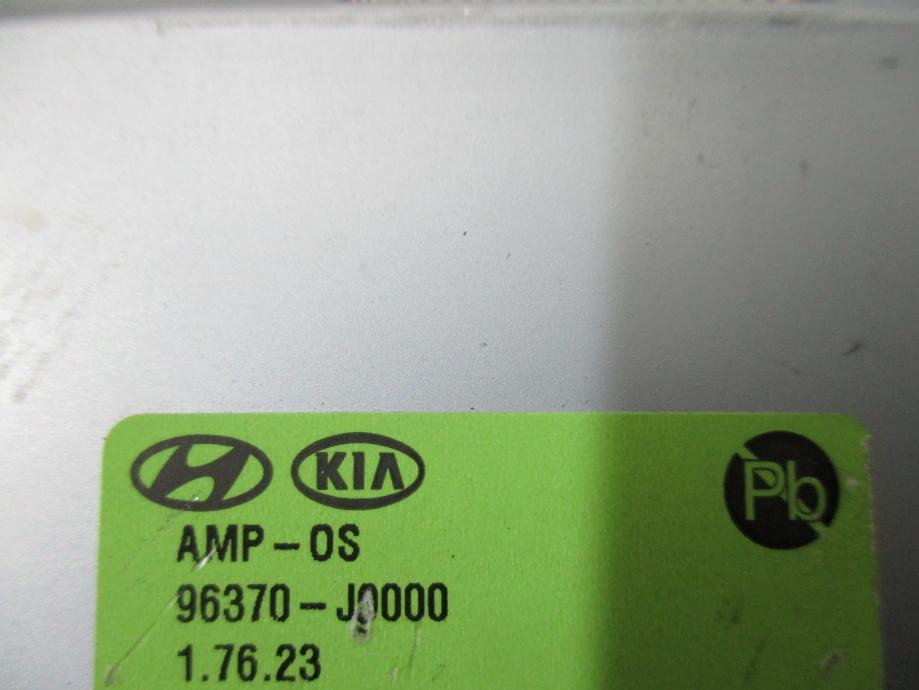 KIA
Pb
AMP-OS
96370-J0000
1.76.23